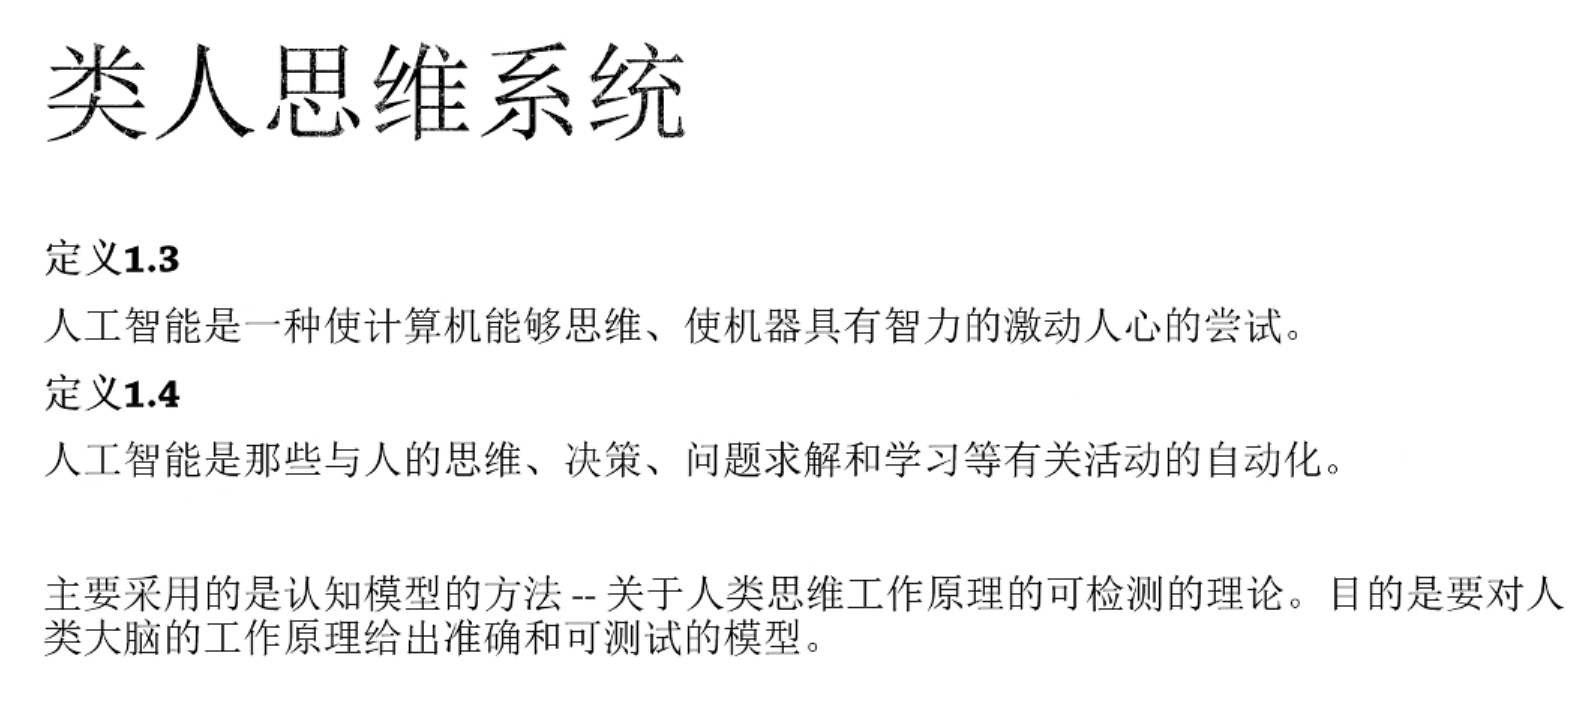 类人思维系统
定义1.3
人工智能是一种使计算机能够思维、使机器具有智力的激动人心的尝试。
定义1.4
人工智能是那些与人的思维、决策、问题求解和学习等有关活动的自动化。
主要采用的是认知模型的方法 -- 关于人类思维工作原理的可检测的理论。目的是要对人
类大脑的工作原理给出准确和可测试的模型。